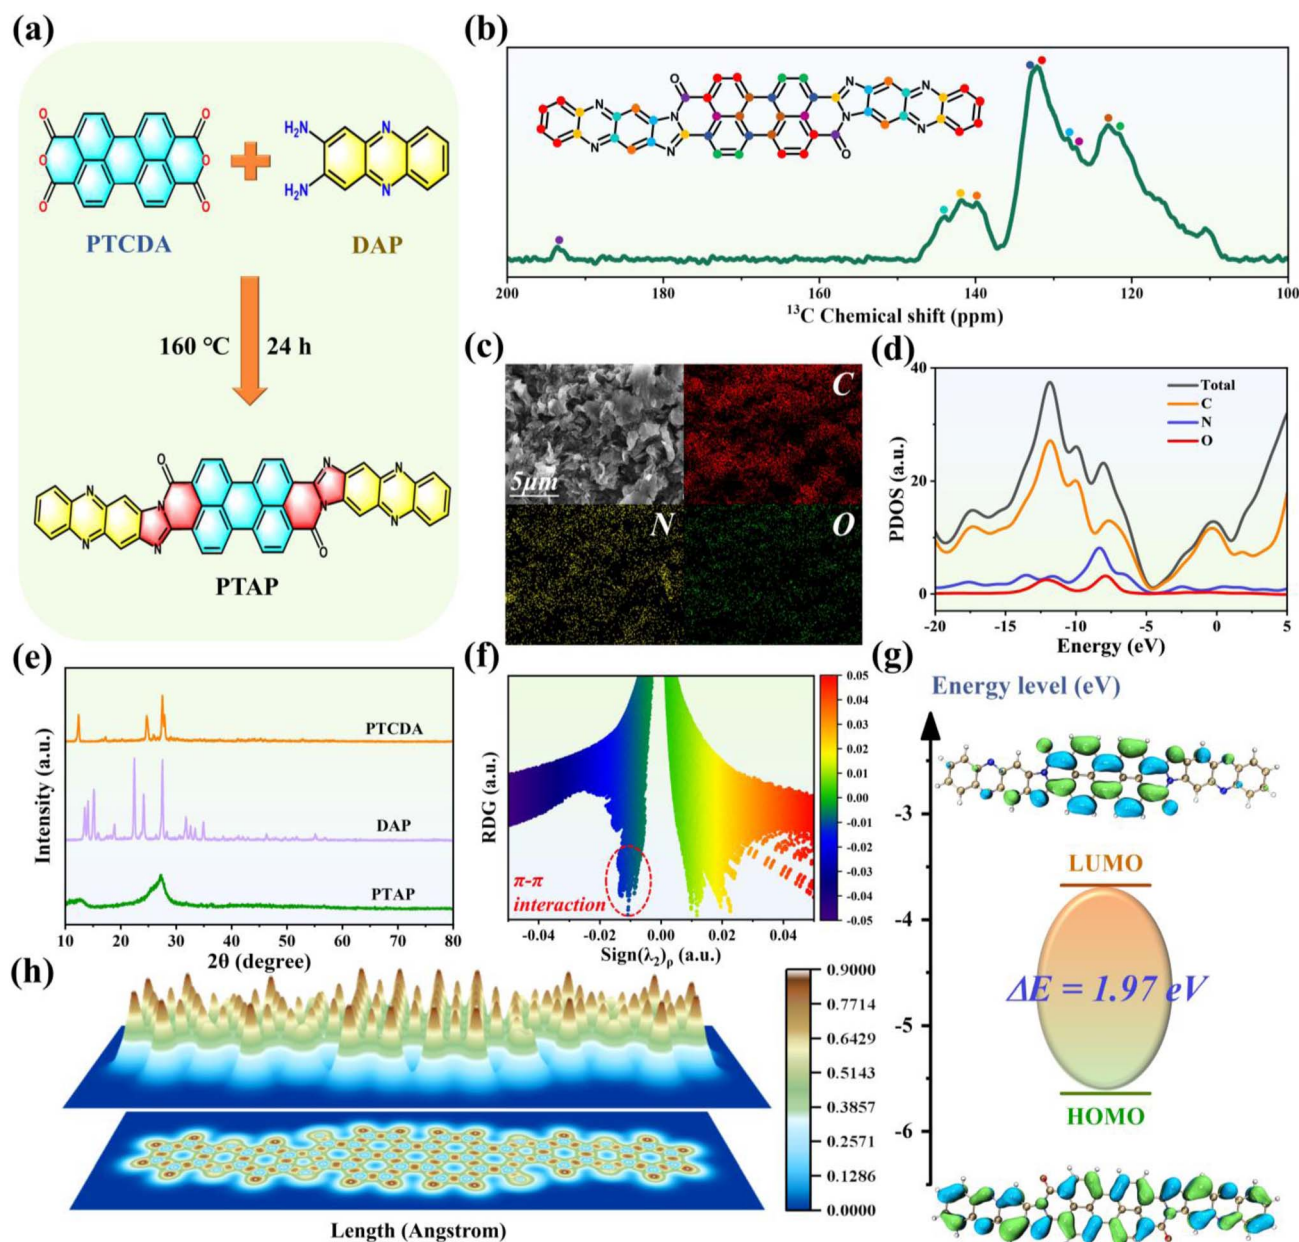 (a)
O
O
O
O
O
O
H₂N
H₂N
N
N
PTCDA
DAP
160 °C
24 h
O
N
N
N
N
N
N
N
N
O
PTAP
(b)
O
N
N
N
N
N
N
N
N
O
200
180
160
140
120
100
¹³C Chemical shift (ppm)
(c)
C
5μm
N
O
(d)
PDOS (a.u.)
40
20
0
Total
C
N
O
-20
-15
-10
-5
0
5
Energy (eV)
(e)
Intensity (a.u.)
PTCDA
DAP
PTAP
10
20
30
40
50
60
70
80
2θ (degree)
(f)
RDG (a.u.)
π-π
interaction
-0.04
-0.02
0.00
0.02
0.04
Sign(λ₂)ᵨ (a.u.)
0.05
0.04
0.03
0.02
0.01
0.00
-0.01
-0.02
-0.03
-0.04
-0.05
(g)
Energy level (eV)
-3
-4
-5
-6
LUMO
ΔE = 1.97 eV
HOMO
(h)
0.9000
0.7714
0.6429
0.5143
0.3857
0.2571
0.1286
0.0000
Length (Angstrom)